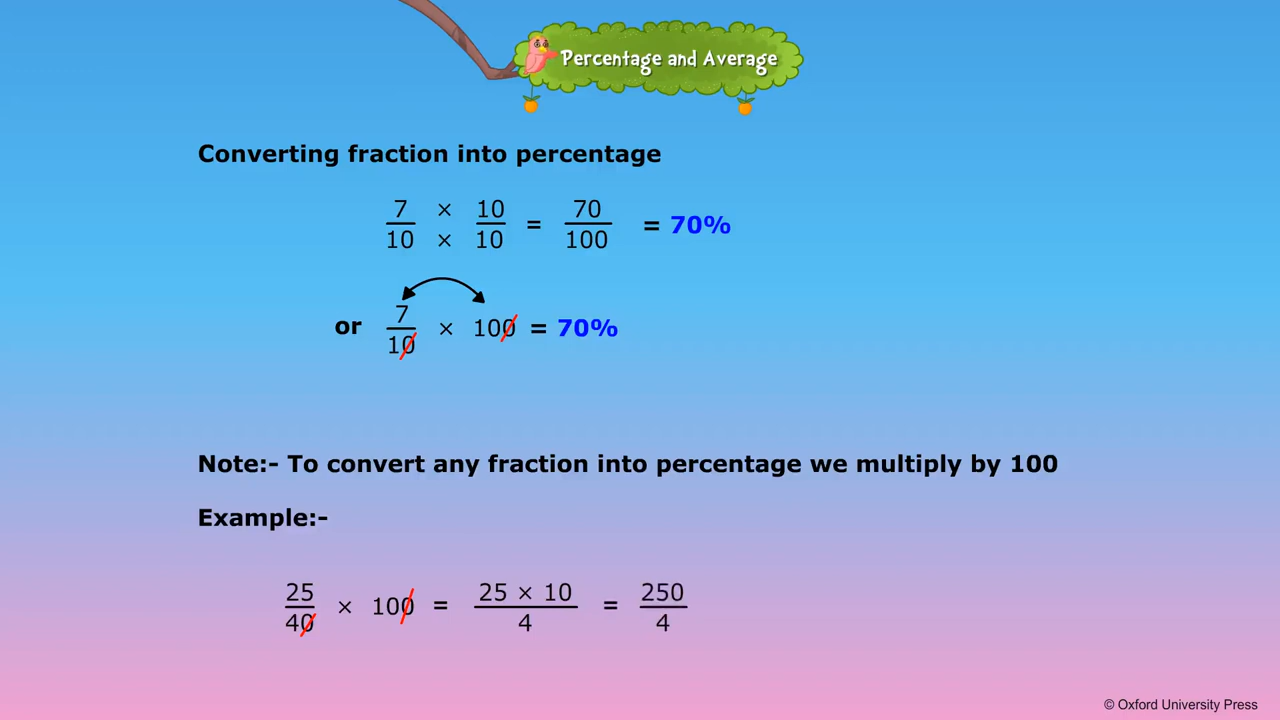 Percentage and Average
Converting fraction into percentage
7/10 × 10/10 = 70/100 = 70%
or 7/10 × 100 = 70%
Note:- To convert any fraction into percentage we multiply by 100
Example:-
25/40 × 100 = 25 × 10/4 = 250/4
© Oxford University Press